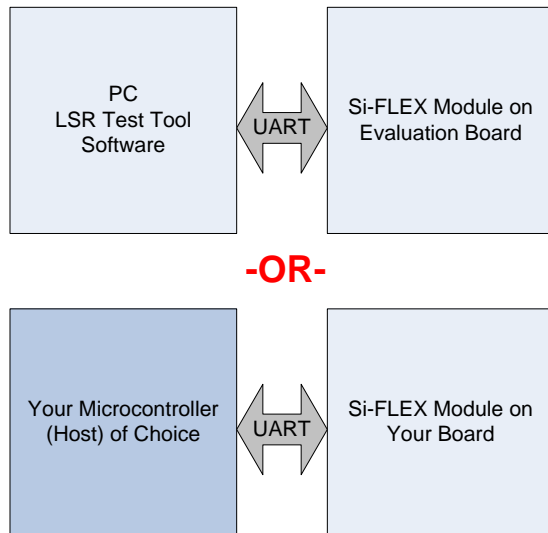 PC
LSR Test Tool
Software
UART
Si-FLEX Module on
Evaluation Board
-OR-
Your Microcontroller
(Host) of Choice
UART
Si-FLEX Module on
Your Board